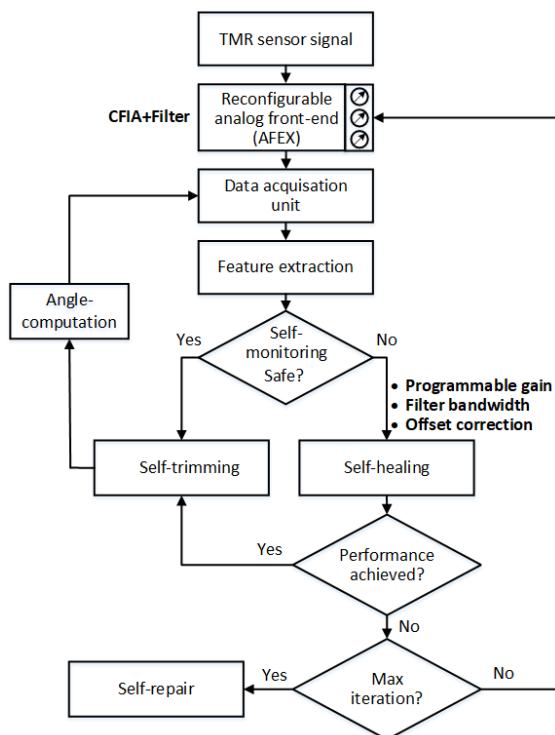 TMR sensor signal
CFIA+Filter
Reconfigurable
analog front-end
(AFEX)
Data acquisation
unit
Feature extraction
Angle-
computation
Yes
Self-
monitoring
Safe?
No
• Programmable gain
• Filter bandwidth
• Offset correction
Self-trimming
Self-healing
Yes
Performance
achieved?
No
Self-repair
Yes
Max
iteration?
No